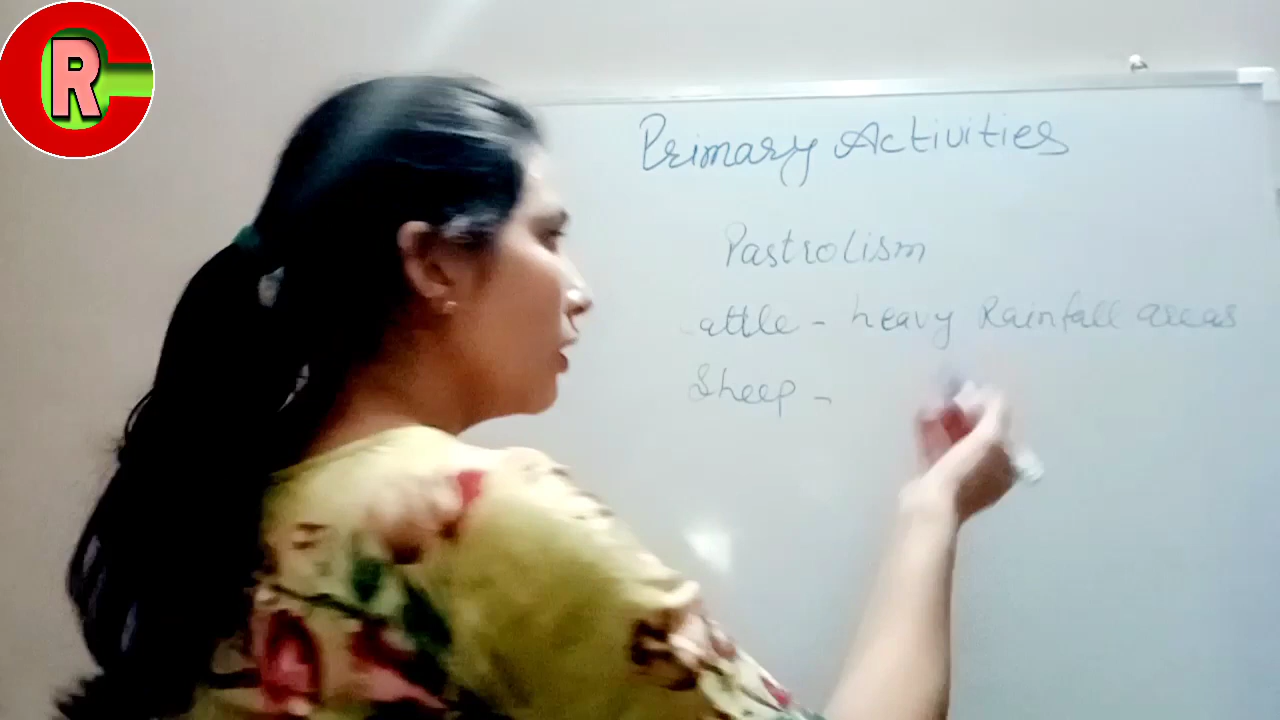 R
Primary Activities
Pastrolism
attle - heavy Rainfall areas
Sheep -